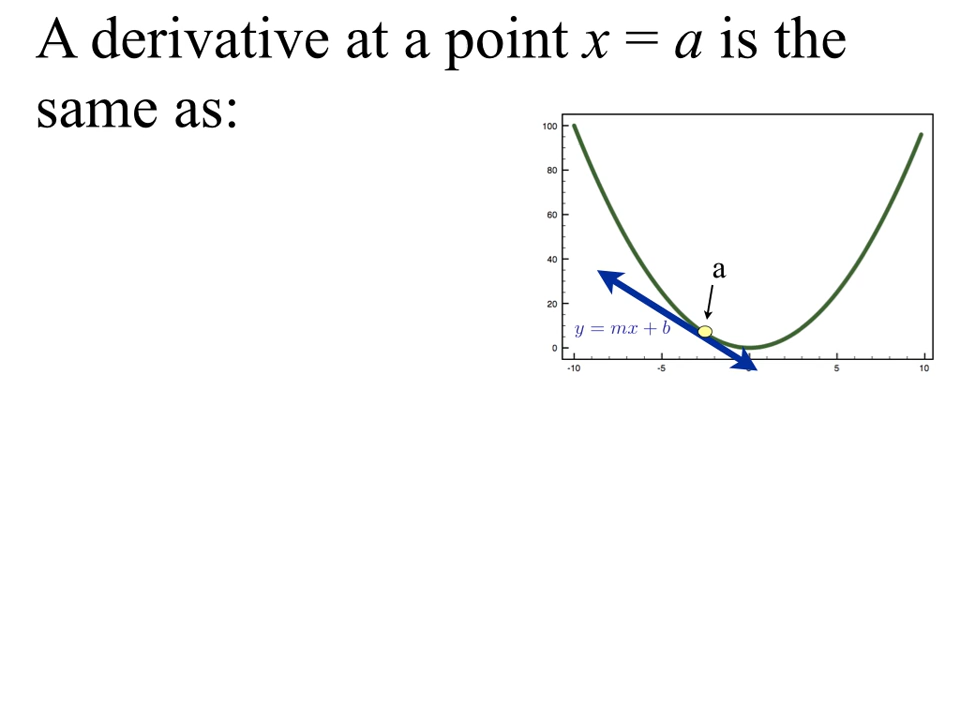 A derivative at a point x = a is the
same as:
100
80
60
40
20
0
a
y = mx + b
-10
-5
5
10